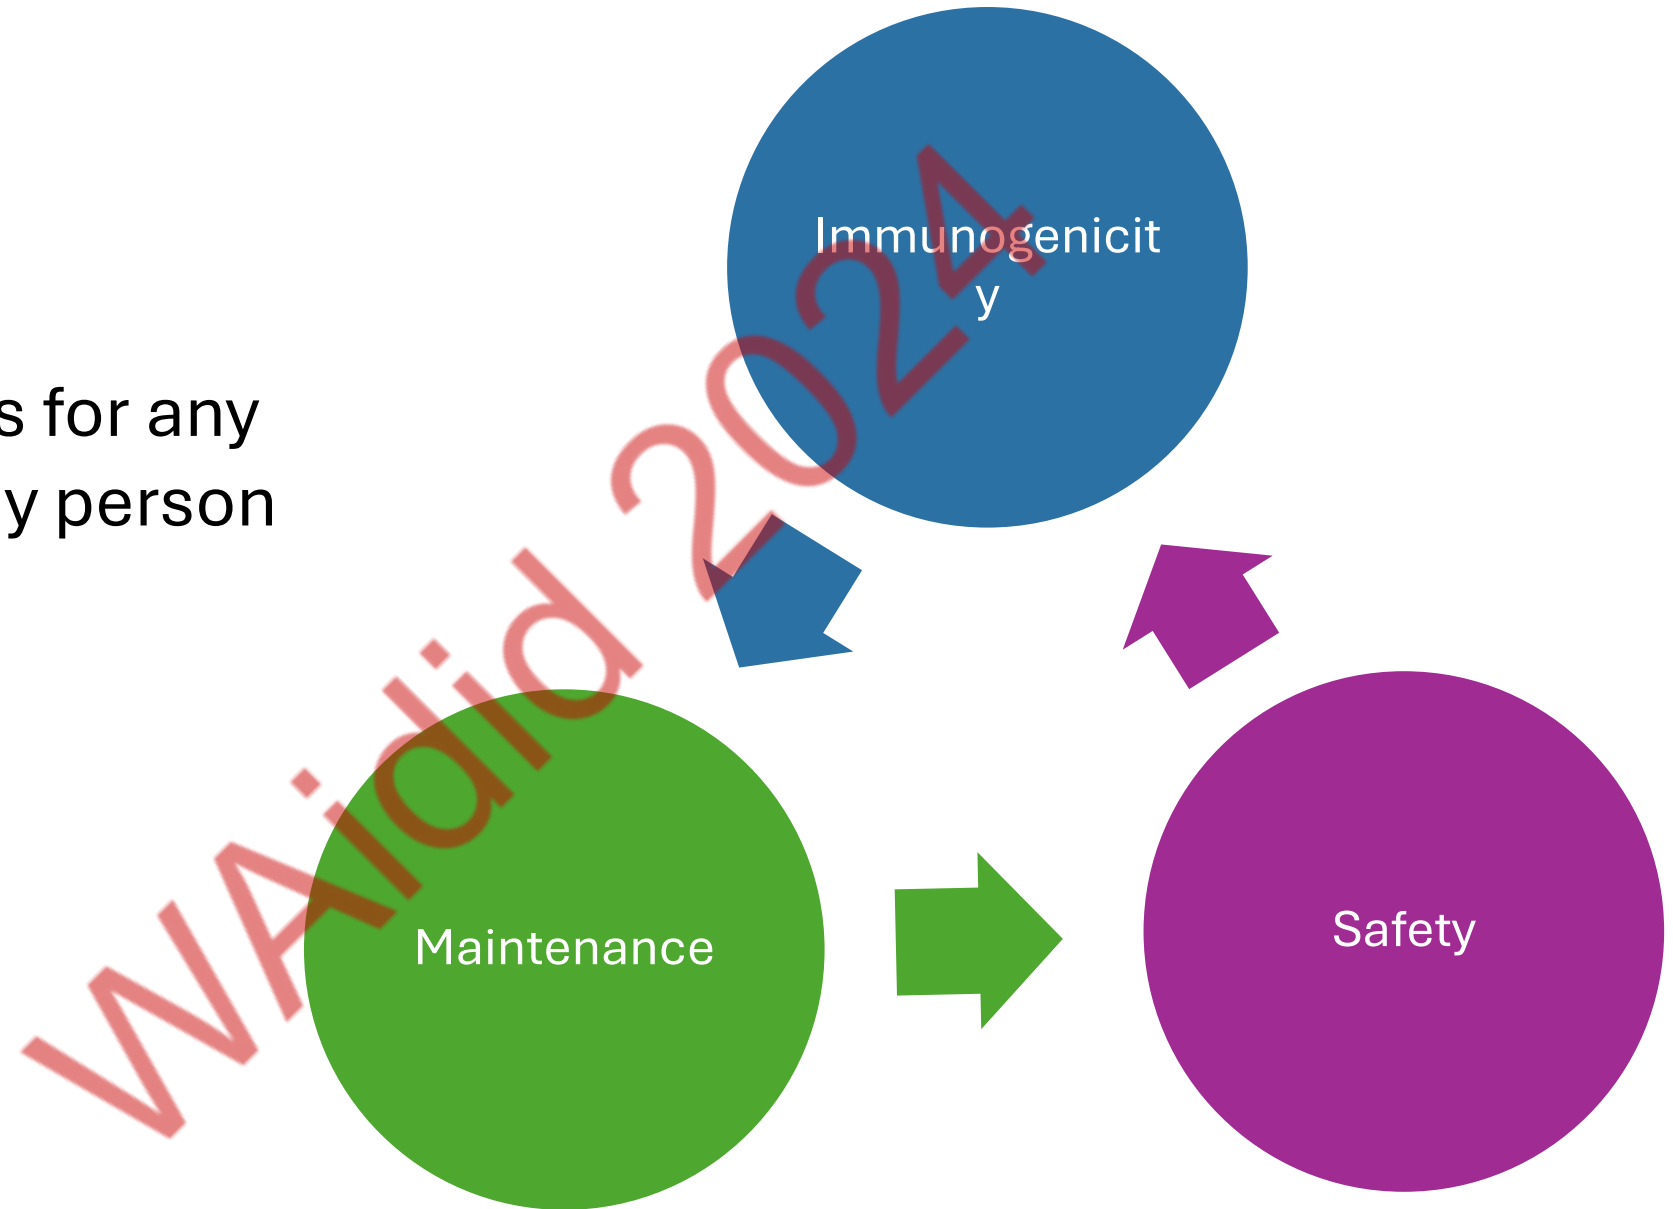 Immunogenicit
y
s for any
y person
Maintenance
Safety
WAidid 2024